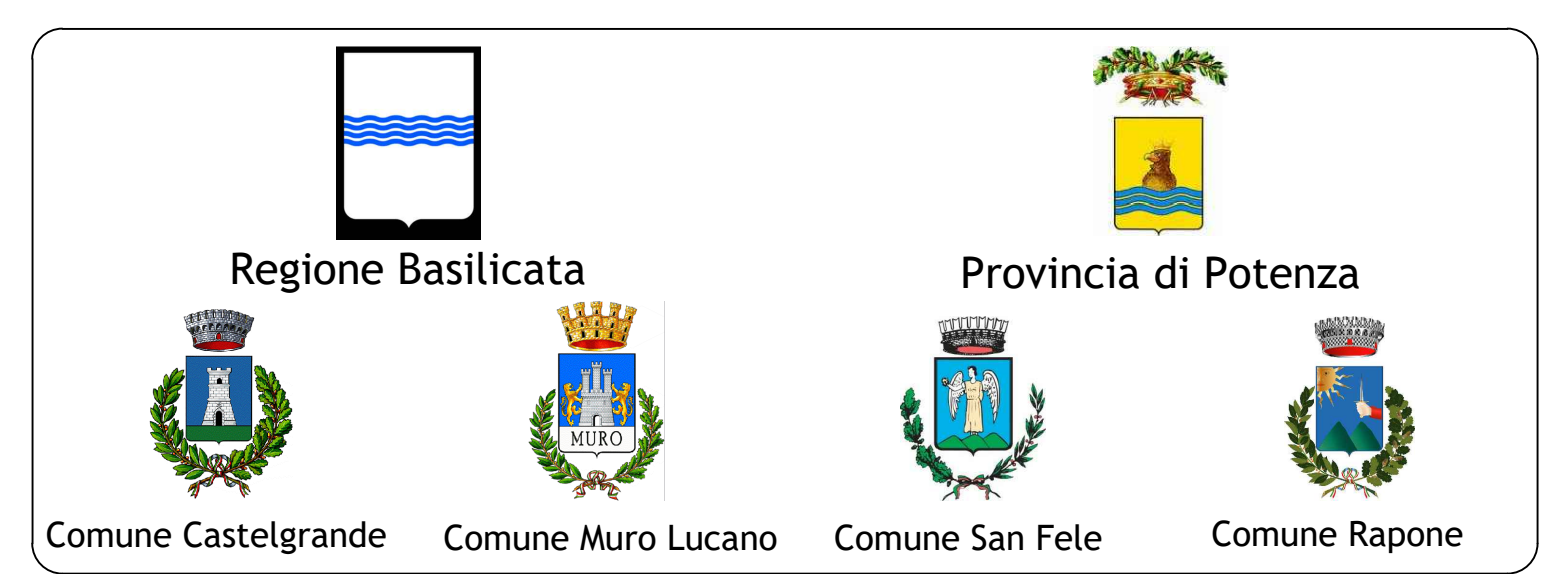 Regione Basilicata
Provincia di Potenza
MURO
Comune Castelgrande
Comune Muro Lucano
Comune San Fele
Comune Rapone